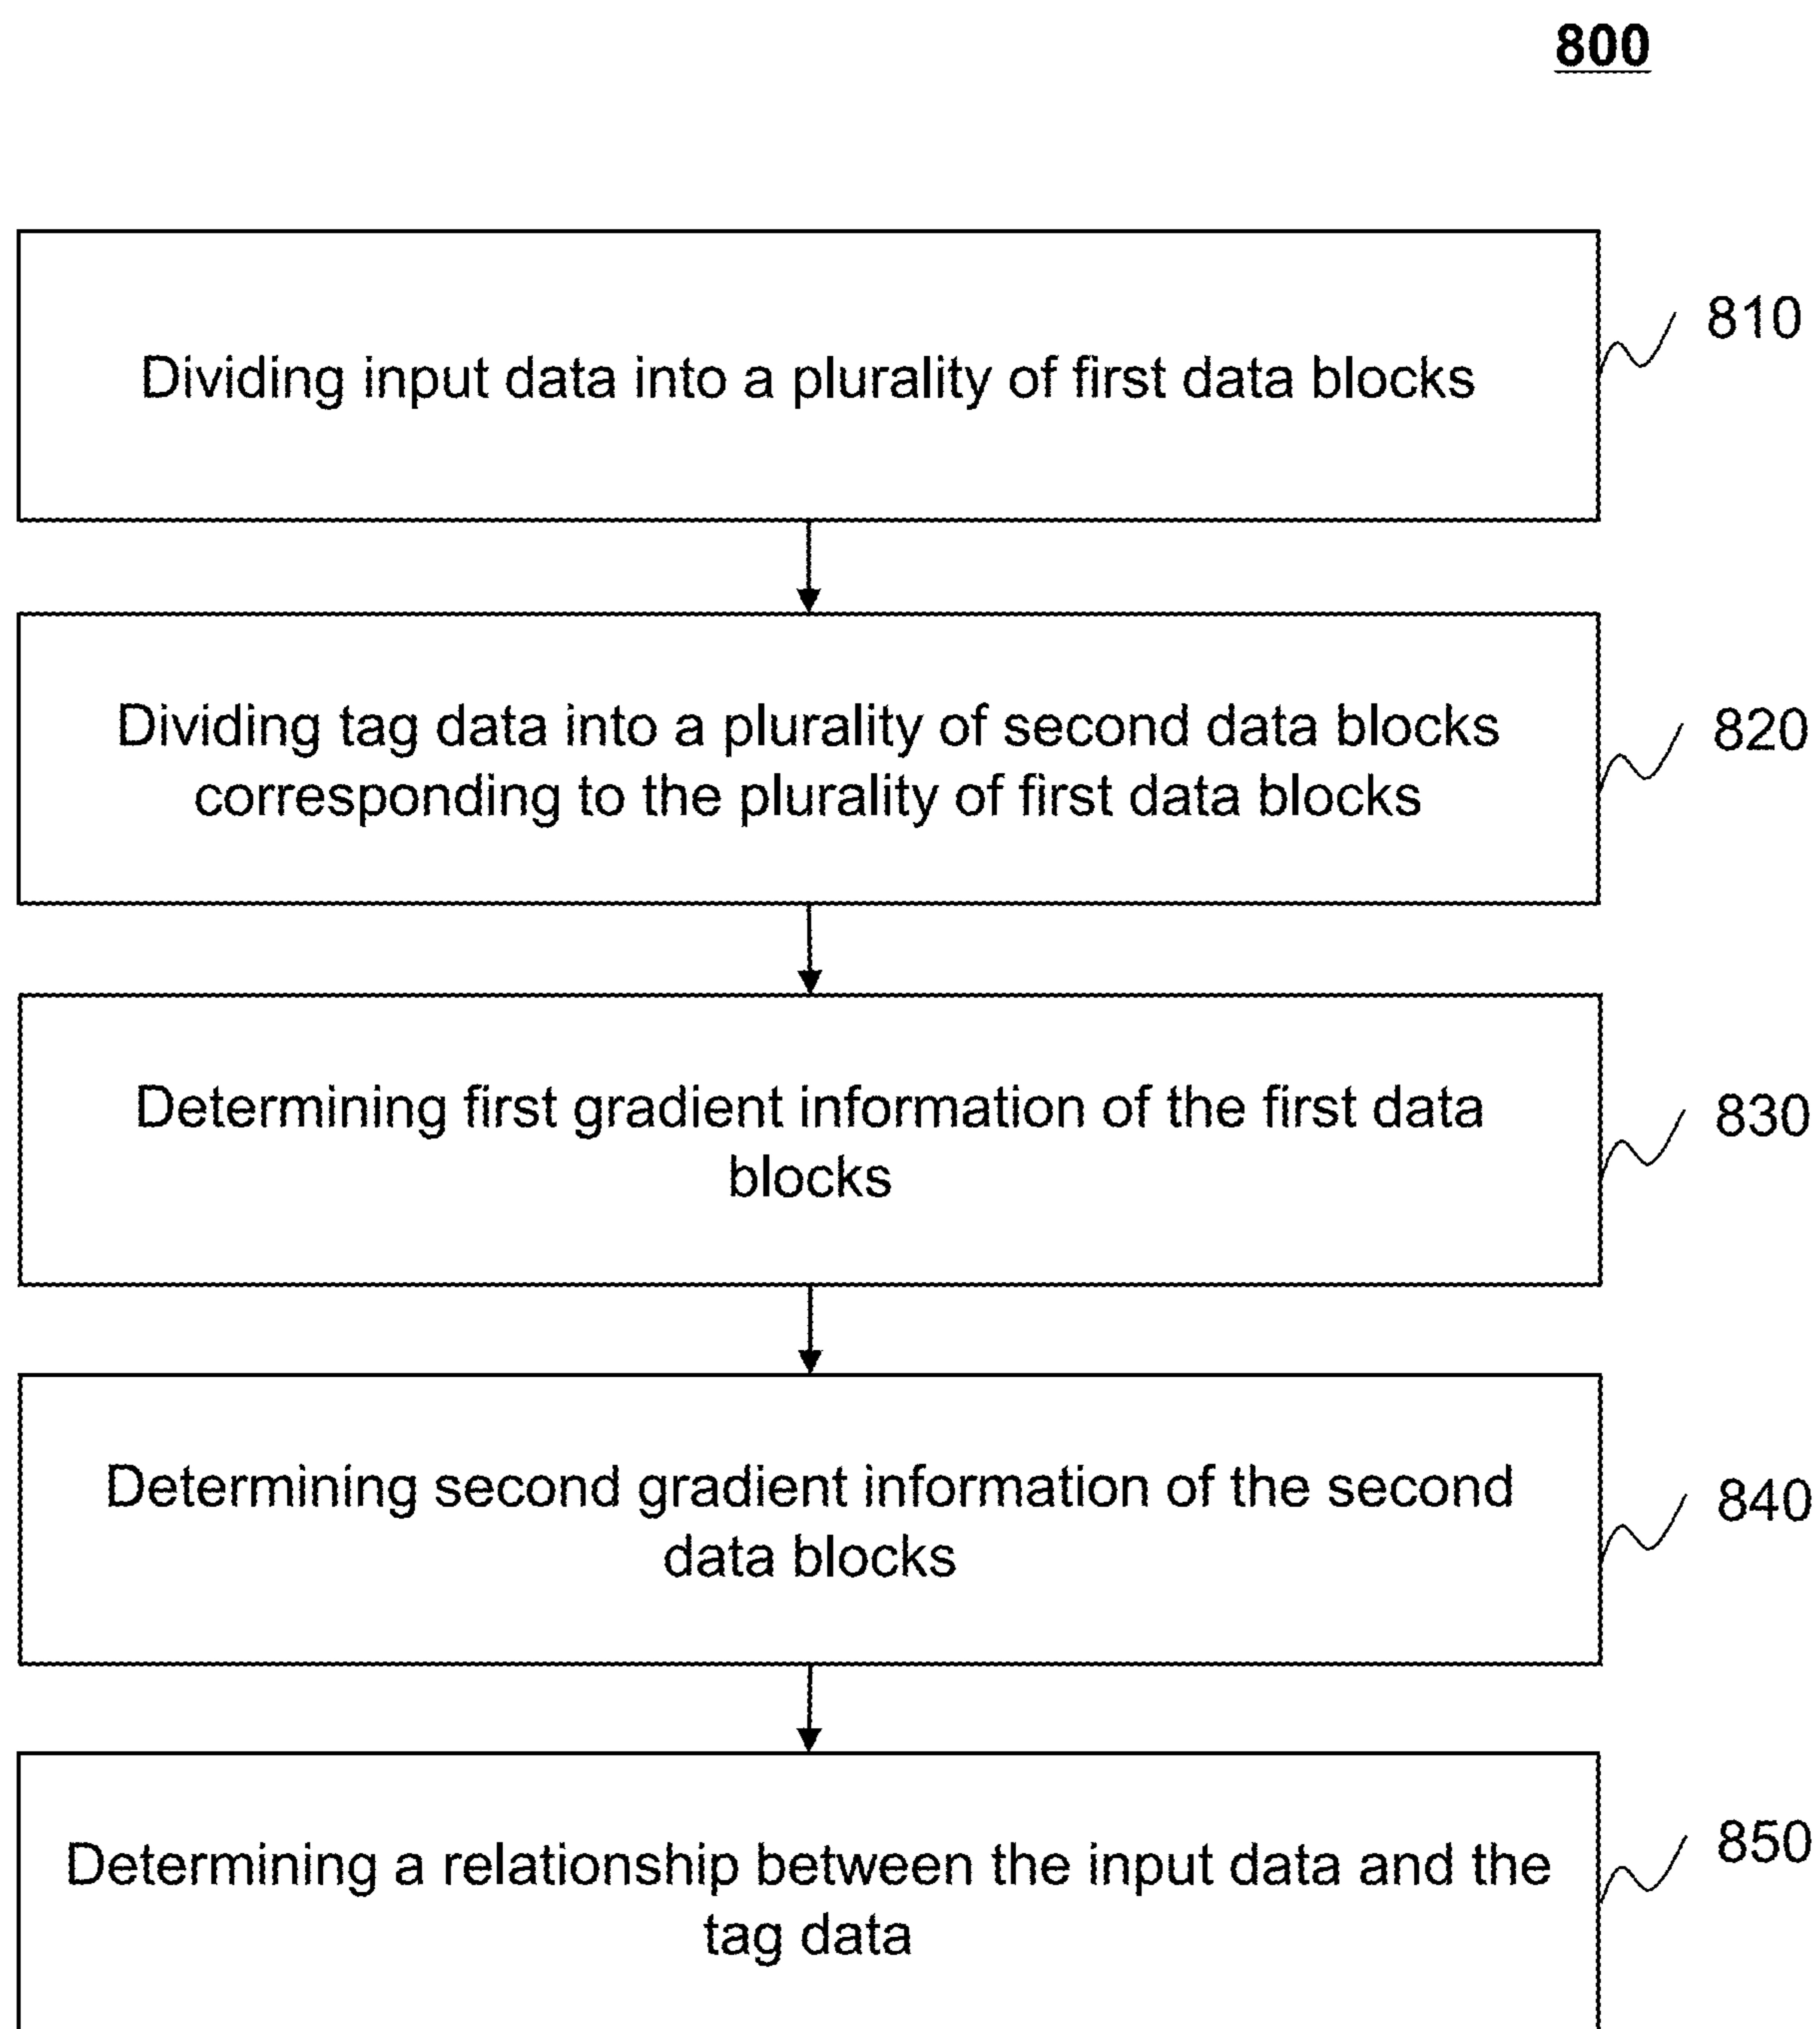 800
Dividing input data into a plurality of first data blocks
810
Dividing tag data into a plurality of second data blocks
corresponding to the plurality of first data blocks
820
Determining first gradient information of the first data
blocks
830
Determining second gradient information of the second
data blocks
840
Determining a relationship between the input data and the
tag data
850